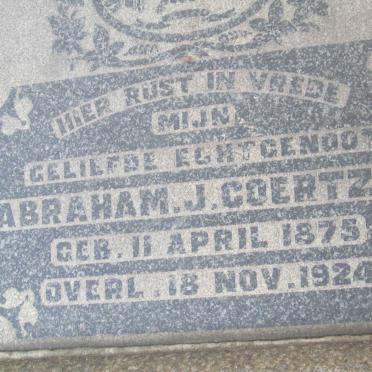 HIER RUST IN VREDE
MIJN
GELIEFDE ECHTGENOOT
ABRAHAM.J.COERTZ
GEB. 11 APRIL 1875
OVERL. 18 NOV. 1924